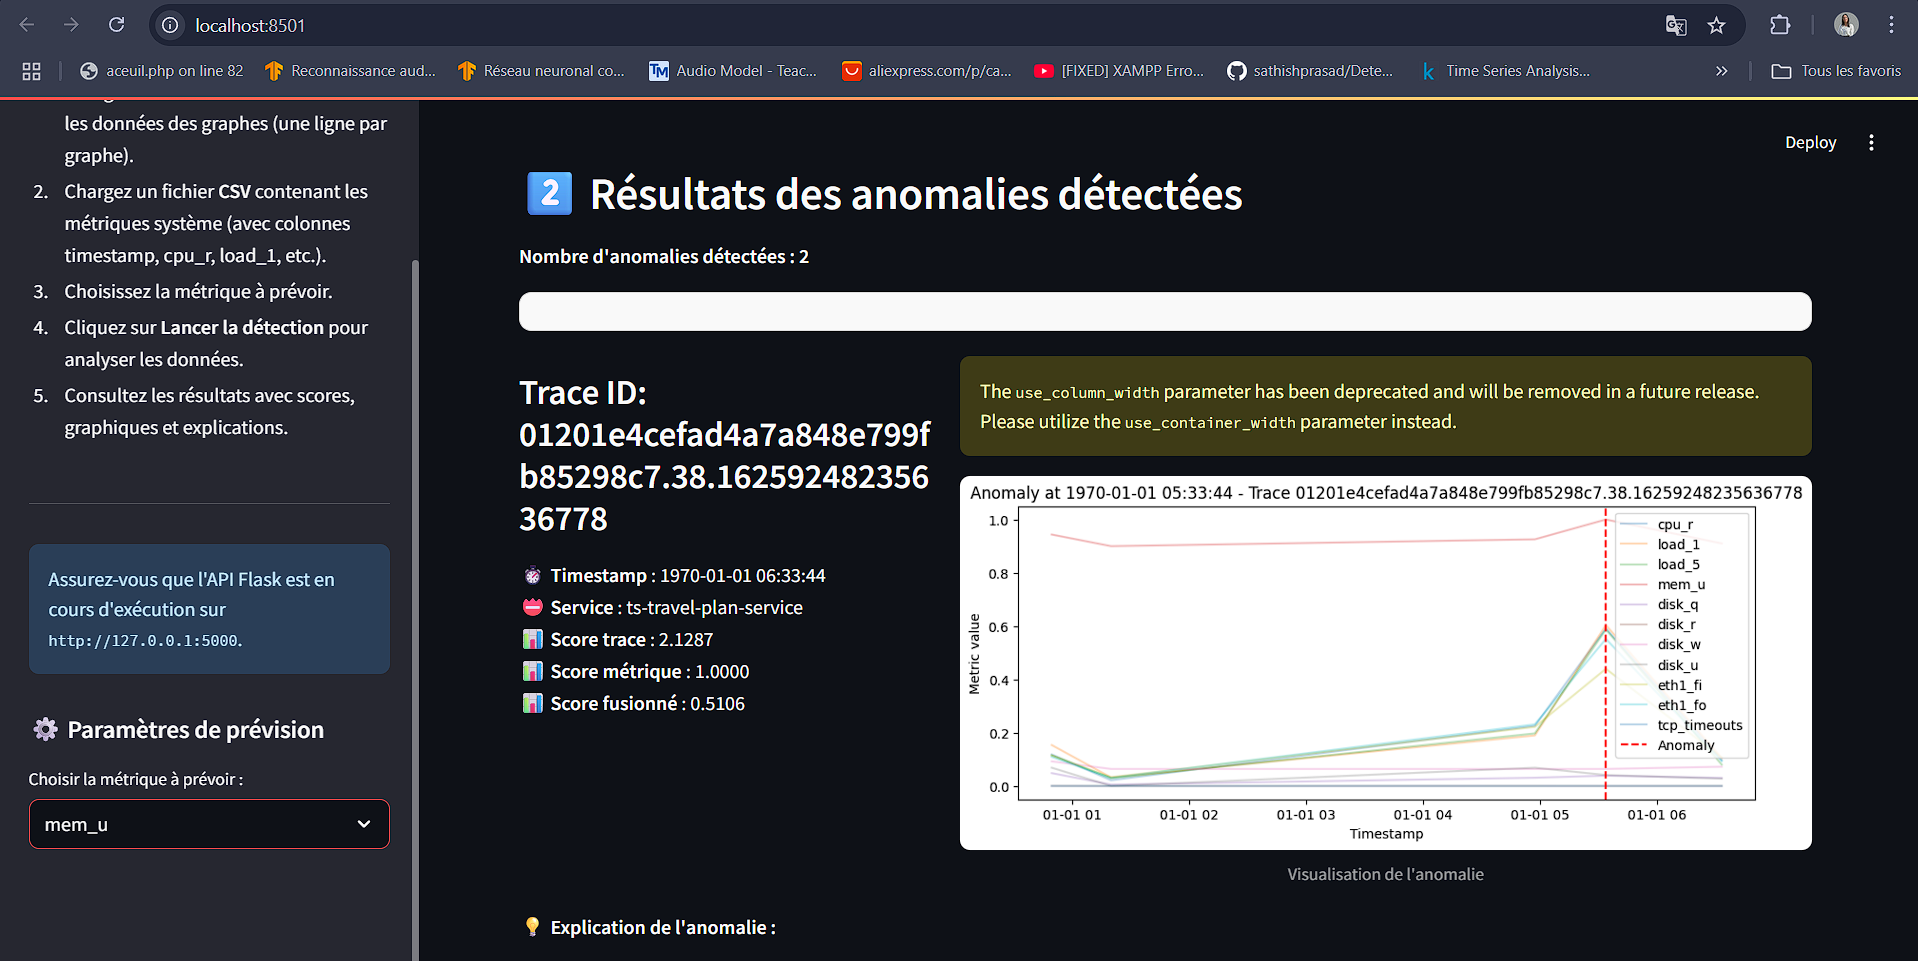 localhost:8501
aceuil.php on line 82
Reconnaissance aud...
Réseau neuronal co...
TM Audio Model - Teac...
aliexpress.com/p/ca...
[FIXED] XAMPP Erro...
sathishprasad/Dete...
k Time Series Analysis...
Tous les favoris
les données des graphes (une ligne par
graphe).
2. Chargez un fichier CSV contenant les
métriques système (avec colonnes
timestamp, cpu_r, load_1, etc.).
3. Choisissez la métrique à prévoir.
4. Cliquez sur Lancer la détection pour
analyser les données.
5. Consultez les résultats avec scores,
graphiques et explications.
Assurez-vous que l'API Flask est en
cours d'exécution sur
http://127.0.0.1:5000.
Paramètres de prévision
Choisir la métrique à prévoir :
mem_u
Deploy
2 Résultats des anomalies détectées
Nombre d'anomalies détectées : 2
Trace ID:
01201e4cefad4a7a848e799f
b85298c7.38.162592482356
36778
Timestamp : 1970-01-01 06:33:44
Service : ts-travel-plan-service
Score trace : 2.1287
Score métrique : 1.0000
Score fusionné : 0.5106
The use_column_width parameter has been deprecated and will be removed in a future release.
Please utilize the use_container_width parameter instead.
Anomaly at 1970-01-01 05:33:44 - Trace 01201e4cefad4a7a848e799fb85298c7.38.16259248235636778
Metric value
1.0
0.8
0.6
0.4
0.2
0.0
cpu_r
load_1
load_5
mem_u
disk_q
disk_r
disk_w
disk_u
eth1_fi
eth1_fo
tcp_timeouts
Anomaly
01-01 01
01-01 02
01-01 03
01-01 04
01-01 05
01-01 06
Timestamp
Visualisation de l'anomalie
Explication de l'anomalie :